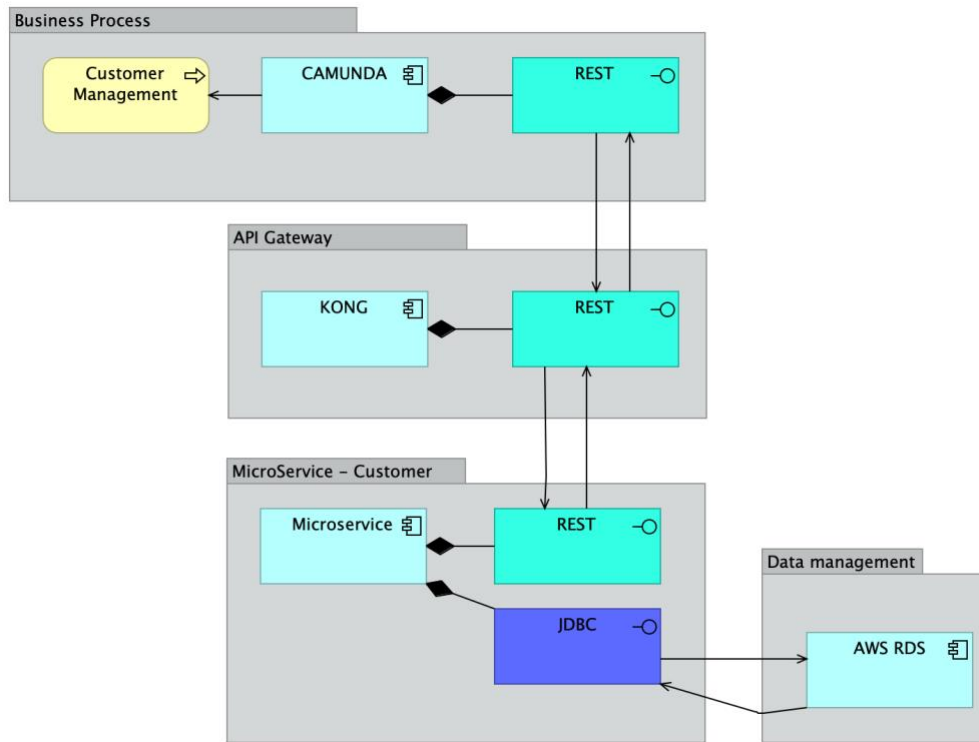 Business Process
Customer
Management
CAMUNDA
REST
API Gateway
KONG
REST
MicroService – Customer
Microservice
REST
JDBC
Data management
AWS RDS